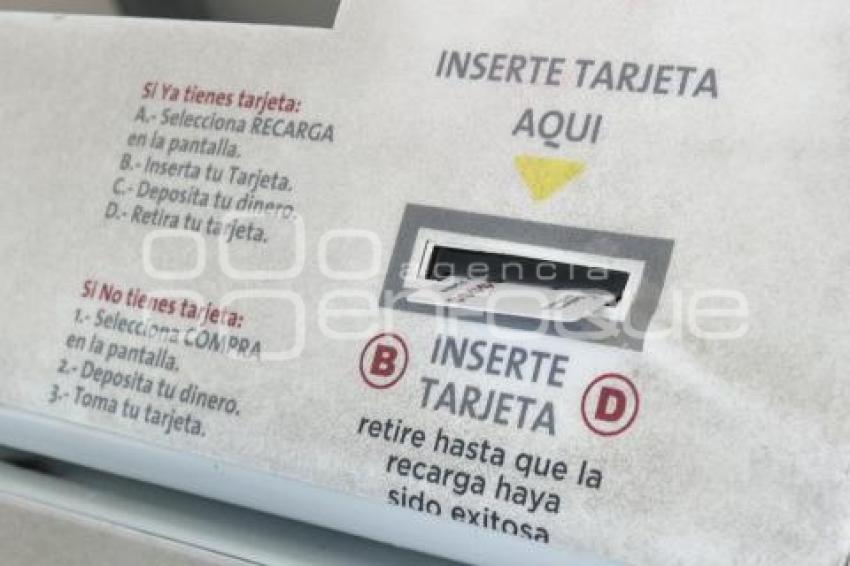 INSERTE TARJETA
AQUI
Si Ya tienes tarjeta:
A.- Selecciona RECARGA
en la pantalla.
B.- Inserta tu Tarjeta.
C.- Deposita tu dinero.
D.- Retira tu tarjeta.
Si No tienes tarjeta:
1.- Selecciona COMPRA
en la pantalla.
2.- Deposita tu dinero.
3.- Toma tu tarjeta.
B
INSERTE
TARJETA
D
retire hasta que la
recarga haya
sido exitosa
agencia
enfoque